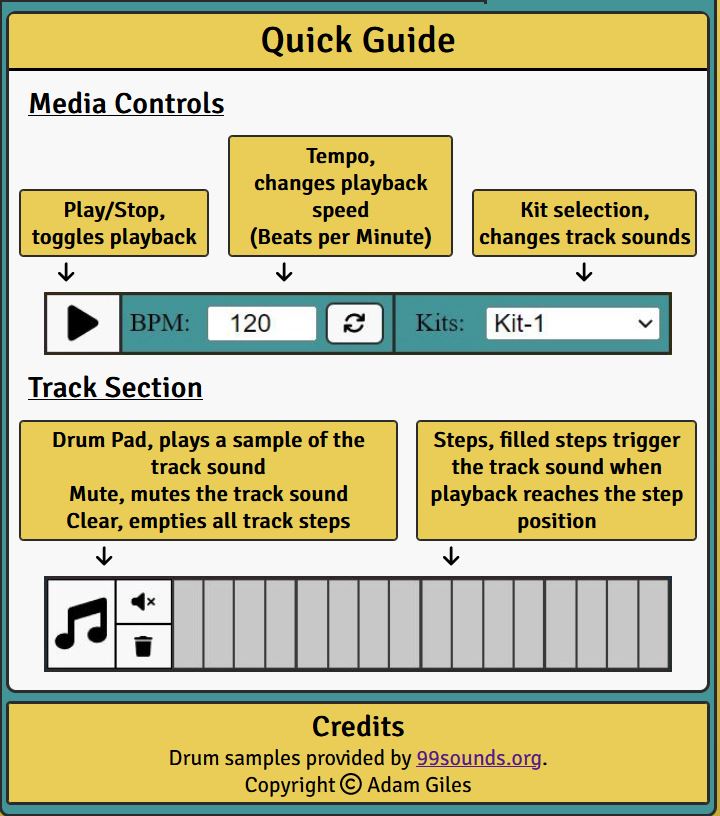 Quick Guide
Media Controls
Play/Stop,
toggles playback
Tempo,
changes playback
speed
(Beats per Minute)
Kit selection,
changes track sounds
BPM: 120 Kits: Kit-1
Track Section
Drum Pad, plays a sample of the
track sound
Mute, mutes the track sound
Clear, empties all track steps
Steps, filled steps trigger
the track sound when
playback reaches the step
position
Credits
Drum samples provided by 99sounds.org.
Copyright © Adam Giles